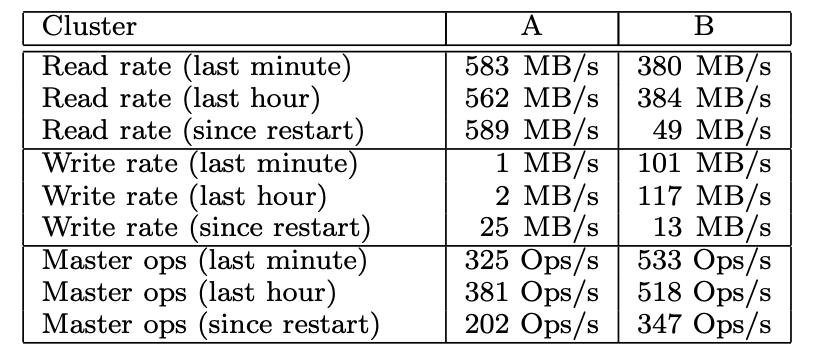 Cluster A B
Read rate (last minute) 583 MB/s 380 MB/s
Read rate (last hour) 562 MB/s 384 MB/s
Read rate (since restart) 589 MB/s 49 MB/s
Write rate (last minute) 1 MB/s 101 MB/s
Write rate (last hour) 2 MB/s 117 MB/s
Write rate (since restart) 25 MB/s 13 MB/s
Master ops (last minute) 325 Ops/s 533 Ops/s
Master ops (last hour) 381 Ops/s 518 Ops/s
Master ops (since restart) 202 Ops/s 347 Ops/s